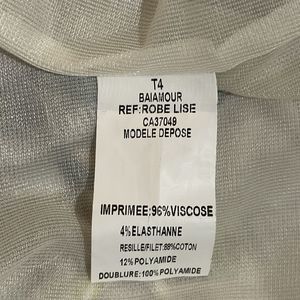 T4
BAIAMOUR
REF:ROBE LISE
CA37049
MODELE DEPOSE
IMPRIMEE:96%VISCOSE
4%ELASTHANNE
RESILLE/FILET:88%COTON
12%POLYAMIDE
DOUBLURE:100%POLYAMIDE